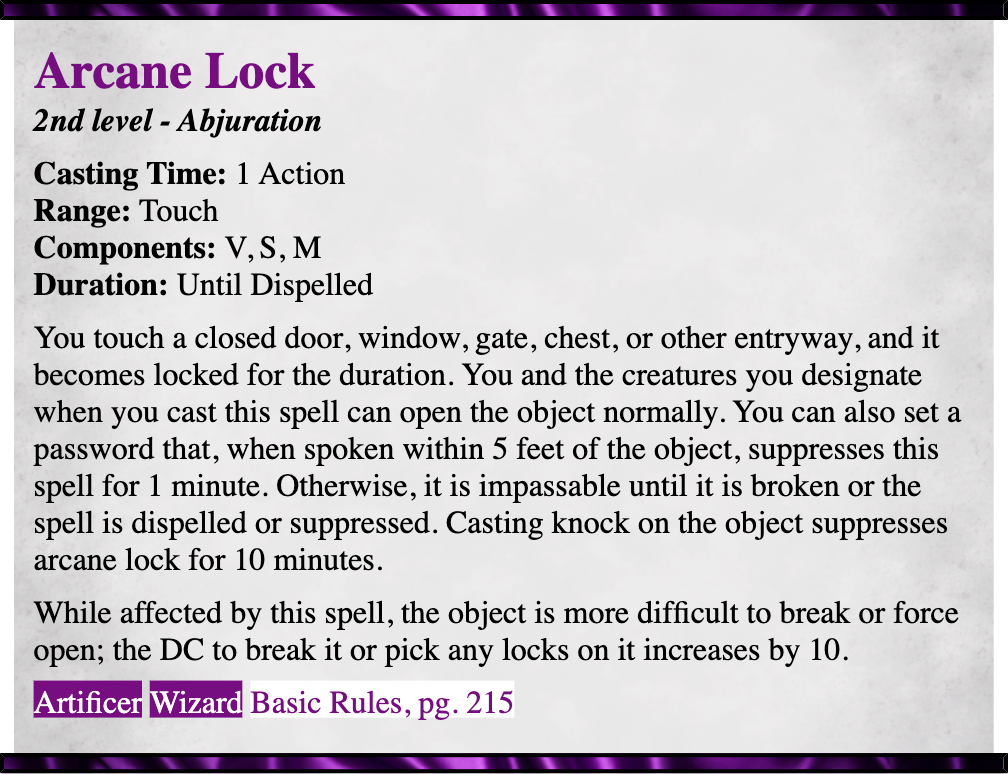 Arcane Lock
2nd level - Abjuration
Casting Time: 1 Action
Range: Touch
Components: V, S, M
Duration: Until Dispelled
You touch a closed door, window, gate, chest, or other entryway, and it
becomes locked for the duration. You and the creatures you designate
when you cast this spell can open the object normally. You can also set a
password that, when spoken within 5 feet of the object, suppresses this
spell for 1 minute. Otherwise, it is impassable until it is broken or the
spell is dispelled or suppressed. Casting knock on the object suppresses
arcane lock for 10 minutes.
While affected by this spell, the object is more difficult to break or force
open; the DC to break it or pick any locks on it increases by 10.
Artificer Wizard Basic Rules, pg. 215